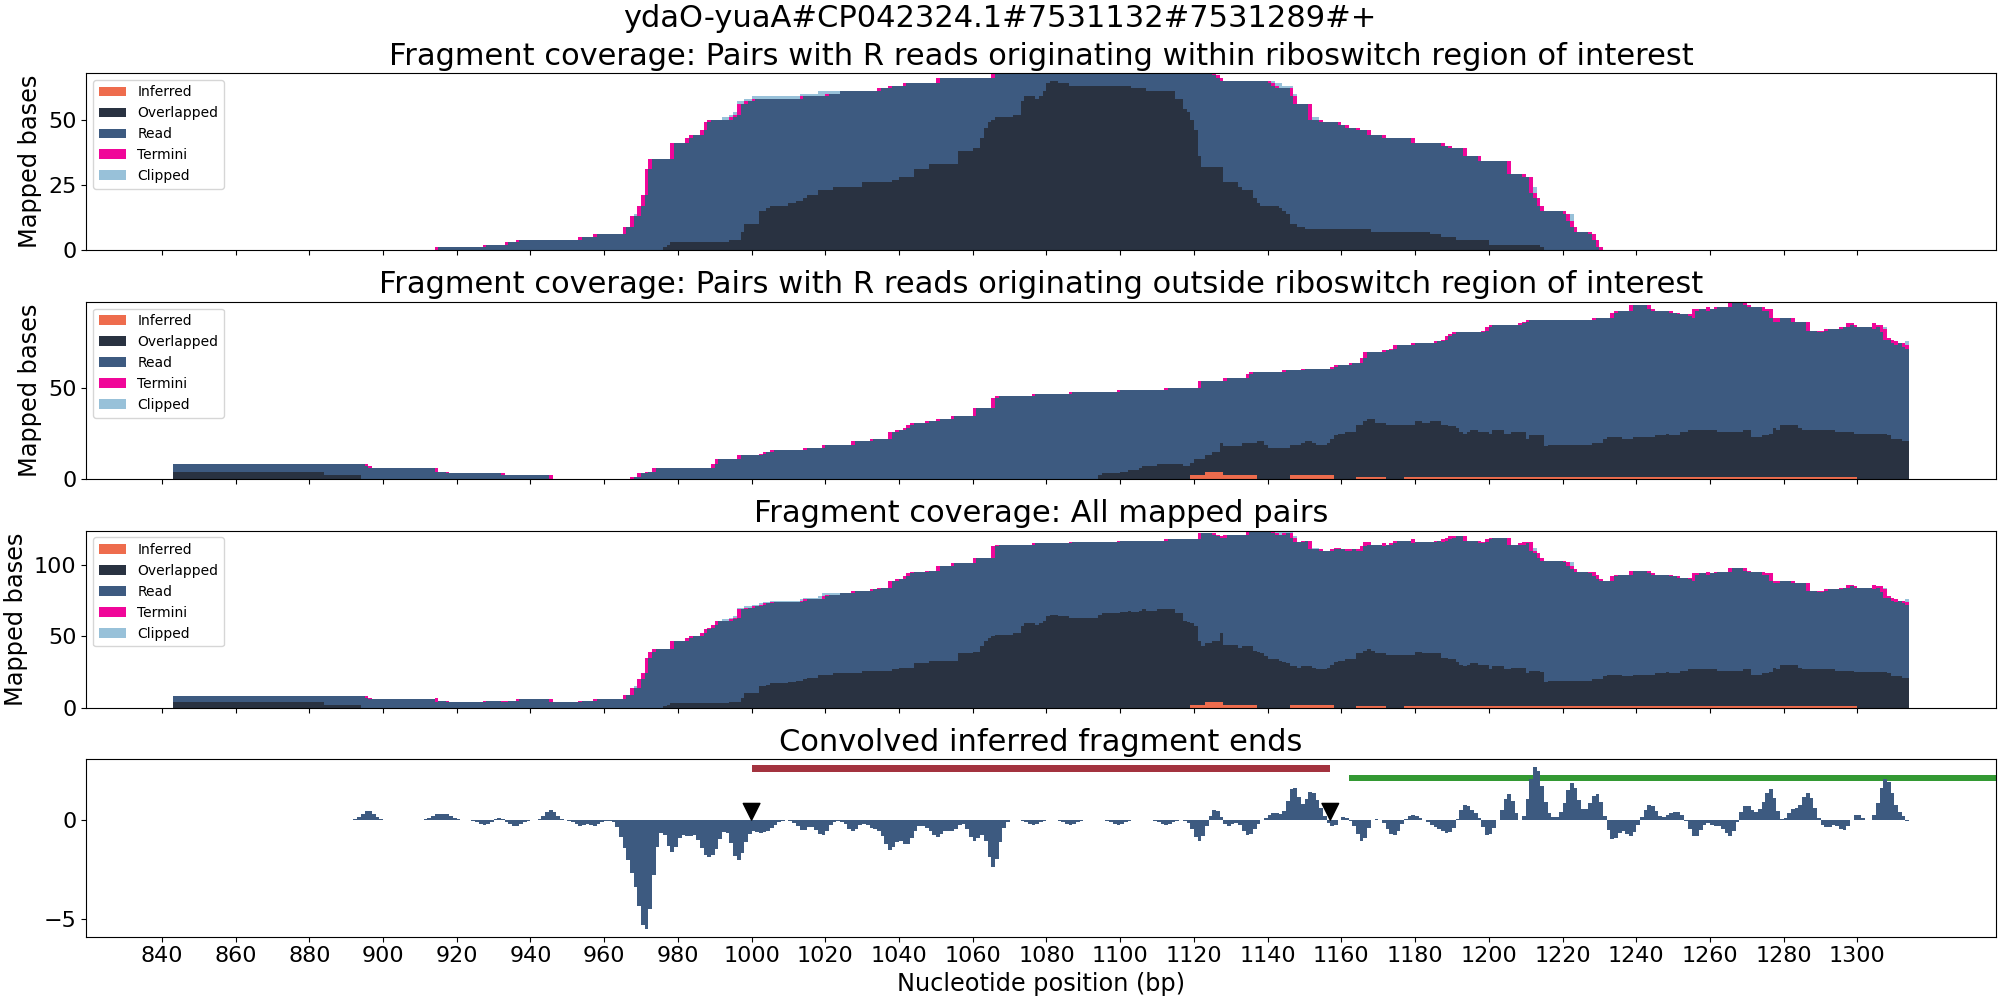 ydaO-yuaA#CP042324.1#7531132#7531289#+
Fragment coverage: Pairs with R reads originating within riboswitch region of interest
Mapped bases
50
25
0
Inferred
Overlapped
Read
Termini
Clipped
Fragment coverage: Pairs with R reads originating outside riboswitch region of interest
Mapped bases
50
0
Inferred
Overlapped
Read
Termini
Clipped
Fragment coverage: All mapped pairs
Mapped bases
100
50
0
Inferred
Overlapped
Read
Termini
Clipped
Convolved inferred fragment ends
0
−5
840 860 880 900 920 940 960 980 1000 1020 1040 1060 1080 1100 1120 1140 1160 1180 1200 1220 1240 1260 1280 1300
Nucleotide position (bp)